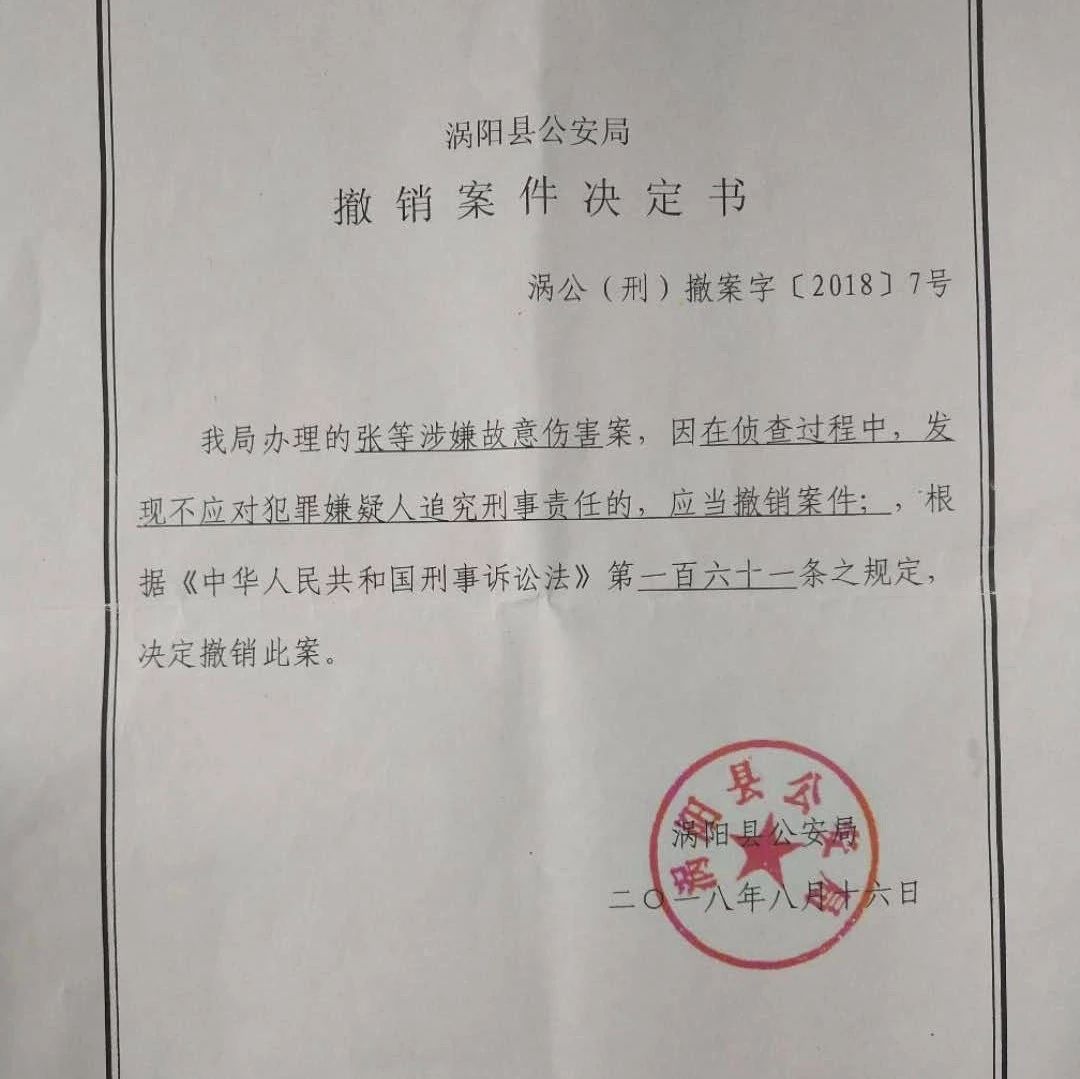 涡阳县公安局
撤销案件决定书
涡公（刑）撤案字〔2018〕7号
我局办理的张等涉嫌故意伤害案，因在侦查过程中，发
现不应对犯罪嫌疑人追究刑事责任的，应当撤销案件；，根
据《中华人民共和国刑事诉讼法》第一百六十一条之规定，
决定撤销此案。
涡阳县公安局
涡阳县公安局
二〇一八年八月十六日